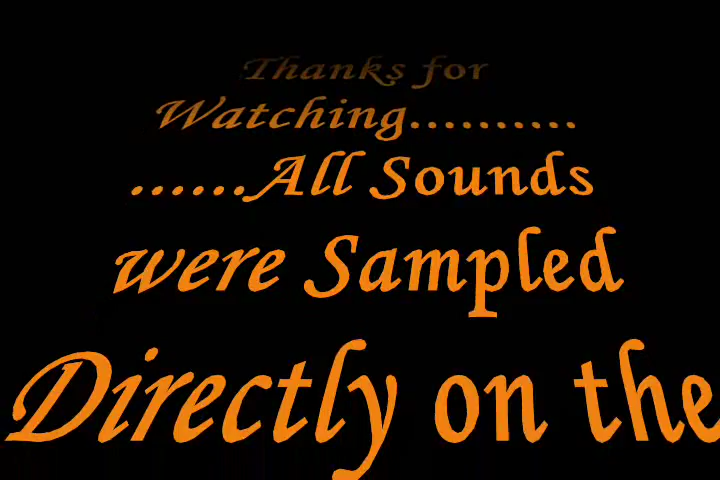 Thanks for
Watching..........
......All Sounds
were Sampled
Directly on the